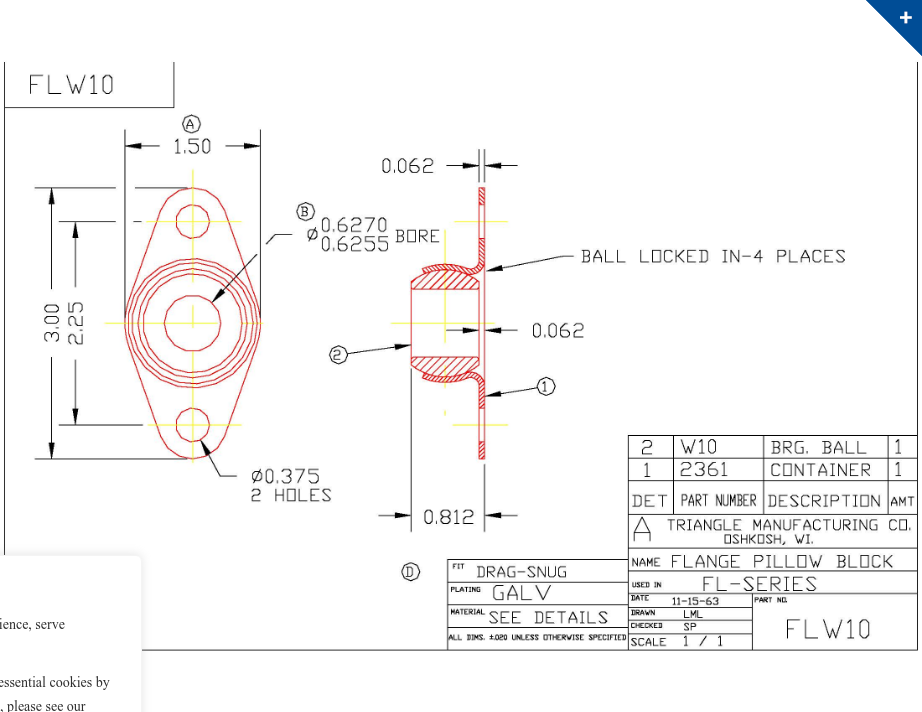 +
FLW10
A
1.50
0.062
B
Ø0.6270
0.6255 BORE
BALL LOCKED IN-4 PLACES
3.00
2.25
0.062
2
1
Ø0.375
2 HOLES
0.812
D
2 W10 BRG. BALL 1
1 2361 CONTAINER 1
DET PART NUMBER DESCRIPTION AMT
A TRIANGLE MANUFACTURING CO.
OSHKOSH, WI.
NAME FLANGE PILLOW BLOCK
USED IN FL-SERIES
DATE 11-15-63
DRAWN LML
CHECKED SP
SCALE 1 / 1
PART NO.
FLW10
FIT DRAG-SNUG
PLATING GALV
MATERIAL SEE DETAILS
ALL DIMS. ±.020 UNLESS OTHERWISE SPECIFIED
ience, serve
essential cookies by
, please see our